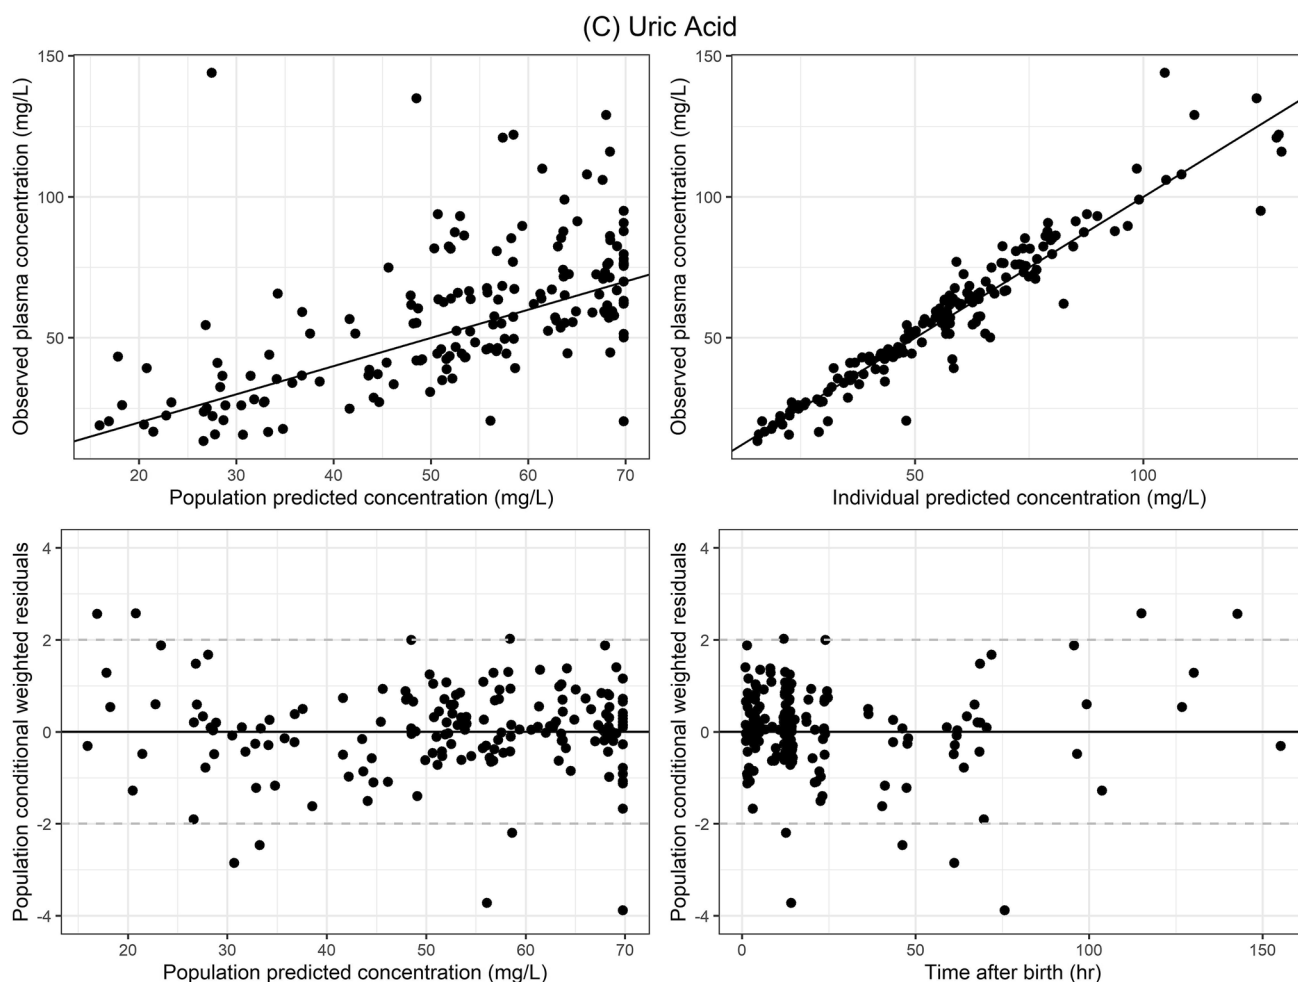 (C) Uric Acid
Observed plasma concentration (mg/L)
150
100
50
20 30 40 50 60 70
Population predicted concentration (mg/L)
Observed plasma concentration (mg/L)
150
100
50
50 100
Individual predicted concentration (mg/L)
Population conditional weighted residuals
4
2
0
-2
-4
20 30 40 50 60 70
Population predicted concentration (mg/L)
Population conditional weighted residuals
4
2
0
-2
-4
0 50 100 150
Time after birth (hr)